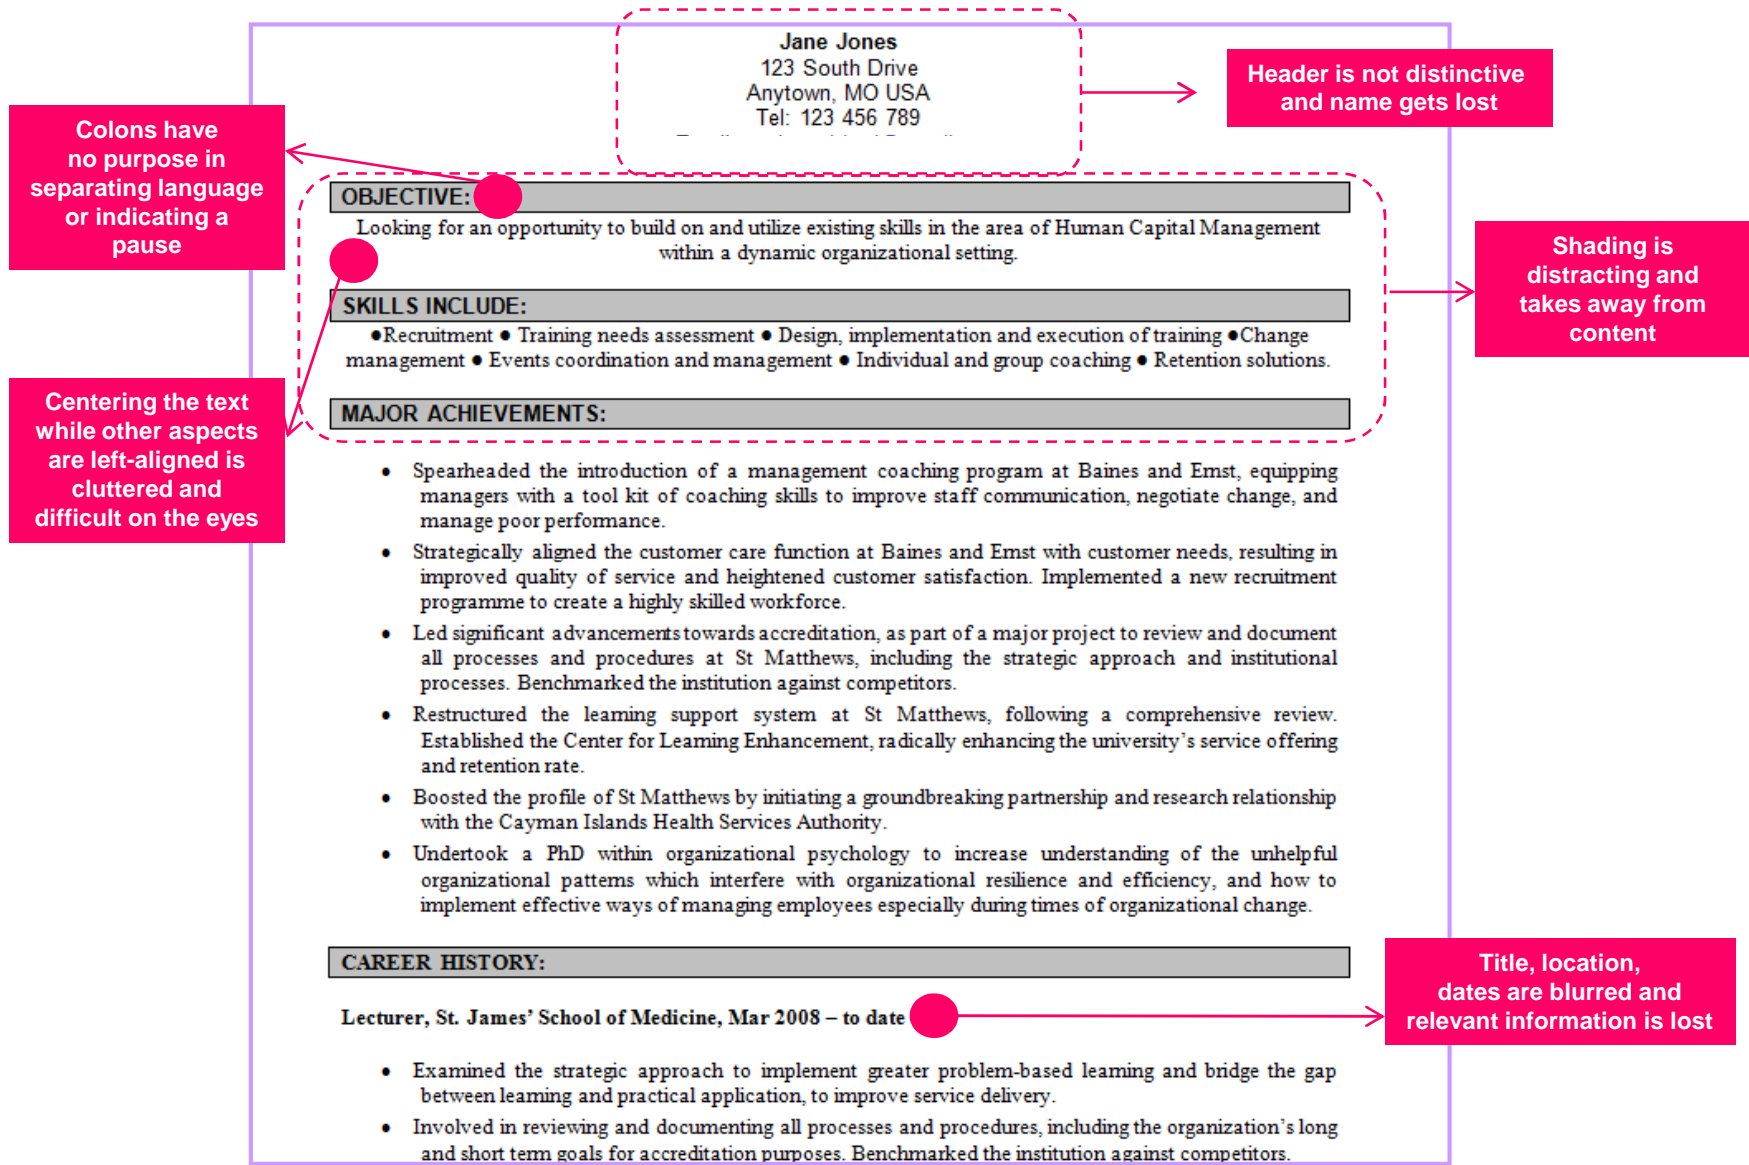 Jane Jones
123 South Drive
Anytown, MO USA
Tel: 123 456 789
Header is not distinctive
and name gets lost
Colons have
no purpose in
separating language
or indicating a
pause
OBJECTIVE:
Looking for an opportunity to build on and utilize existing skills in the area of Human Capital Management
within a dynamic organizational setting.
Shading is
distracting and
takes away from
content
SKILLS INCLUDE:
●Recruitment ● Training needs assessment ● Design, implementation and execution of training ●Change
management ● Events coordination and management ● Individual and group coaching ● Retention solutions.
Centering the text
while other aspects
are left-aligned is
cluttered and
difficult on the eyes
MAJOR ACHIEVEMENTS:
● Spearheaded the introduction of a management coaching program at Baines and Ernst, equipping
managers with a tool kit of coaching skills to improve staff communication, negotiate change, and
manage poor performance.
● Strategically aligned the customer care function at Baines and Ernst with customer needs, resulting in
improved quality of service and heightened customer satisfaction. Implemented a new recruitment
programme to create a highly skilled workforce.
● Led significant advancements towards accreditation, as part of a major project to review and document
all processes and procedures at St Matthews, including the strategic approach and institutional
processes. Benchmarked the institution against competitors.
● Restructured the learning support system at St Matthews, following a comprehensive review.
Established the Center for Learning Enhancement, radically enhancing the university's service offering
and retention rate.
● Boosted the profile of St Matthews by initiating a groundbreaking partnership and research relationship
with the Cayman Islands Health Services Authority.
● Undertook a PhD within organizational psychology to increase understanding of the unhelpful
organizational patterns which interfere with organizational resilience and efficiency, and how to
implement effective ways of managing employees especially during times of organizational change.
CAREER HISTORY:
Lecturer, St. James' School of Medicine, Mar 2008 – to date
Title, location,
dates are blurred and
relevant information is lost
● Examined the strategic approach to implement greater problem-based learning and bridge the gap
between learning and practical application, to improve service delivery.
● Involved in reviewing and documenting all processes and procedures, including the organization's long
and short term goals for accreditation purposes. Benchmarked the institution against competitors.